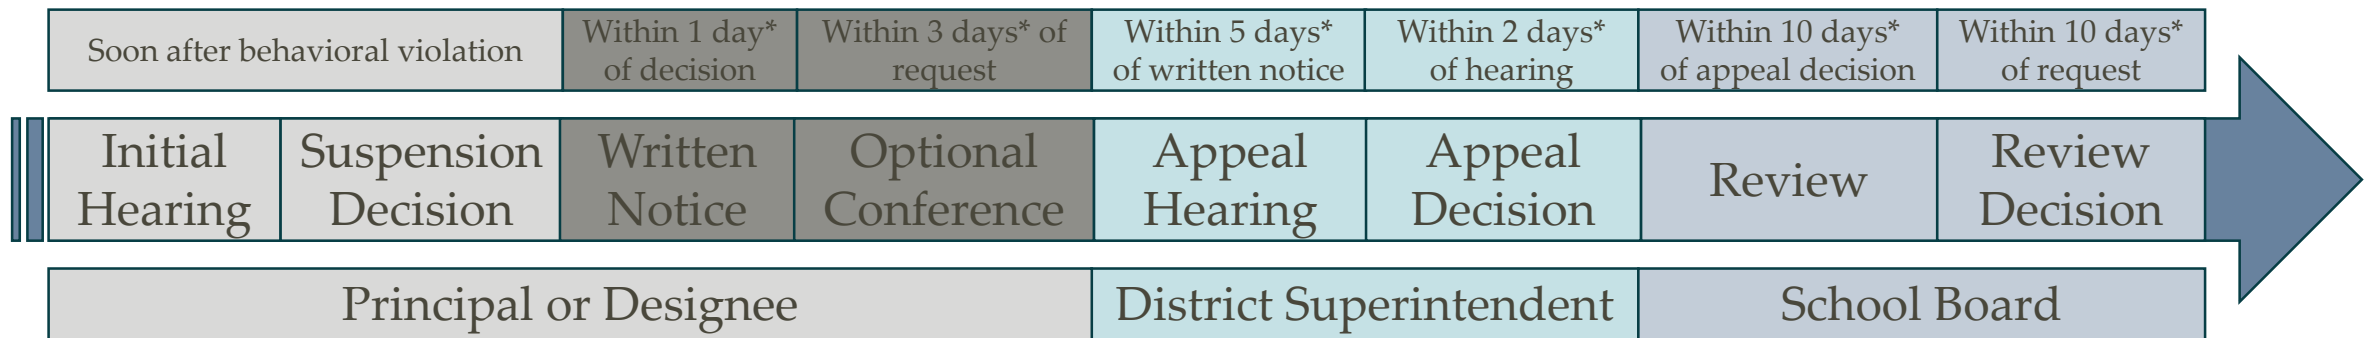 Soon after behavioral violation
Within 1 day*
of decision
Within 3 days* of
request
Within 5 days*
of written notice
Within 2 days*
of hearing
Within 10 days*
of appeal decision
Within 10 days*
of request
Initial
Hearing
Suspension
Decision
Written
Notice
Optional
Conference
Appeal
Hearing
Appeal
Decision
Review
Review
Decision
Principal or Designee
District Superintendent
School Board